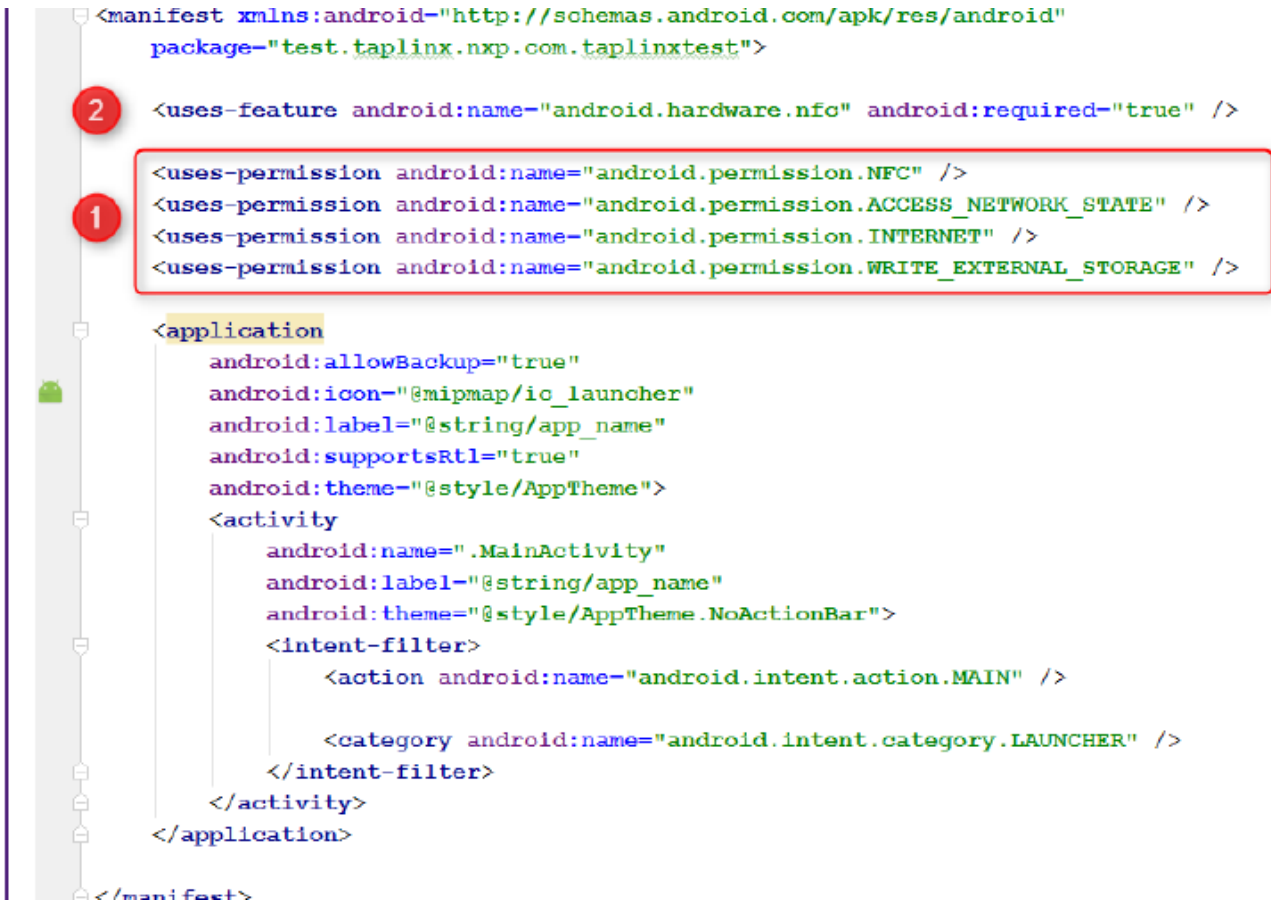 <manifest xmlns:android="http://schemas.android.com/apk/res/android"
package="test.taplinx.nxp.com.taplinxtest">
2 <uses-feature android:name="android.hardware.nfc" android:required="true" />
<uses-permission android:name="android.permission.NFC" />
<uses-permission android:name="android.permission.ACCESS_NETWORK_STATE" />
1
<uses-permission android:name="android.permission.INTERNET" />
<uses-permission android:name="android.permission.WRITE_EXTERNAL_STORAGE" />
<application
android:allowBackup="true"
android:icon="@mipmap/ic_launcher"
android:label="@string/app_name"
android:supportsRtl="true"
android:theme="@style/AppTheme">
<activity
android:name=".MainActivity"
android:label="@string/app_name"
android:theme="@style/AppTheme.NoActionBar">
<intent-filter>
<action android:name="android.intent.action.MAIN" />
<category android:name="android.intent.category.LAUNCHER" />
</intent-filter>
</activity>
</application>
</manifest>